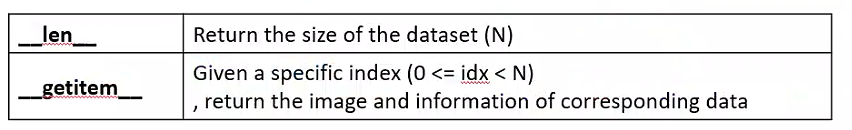 __len__
Return the size of the dataset (N)
__getitem__
Given a specific index (0 <= idx < N)
, return the image and information of corresponding data